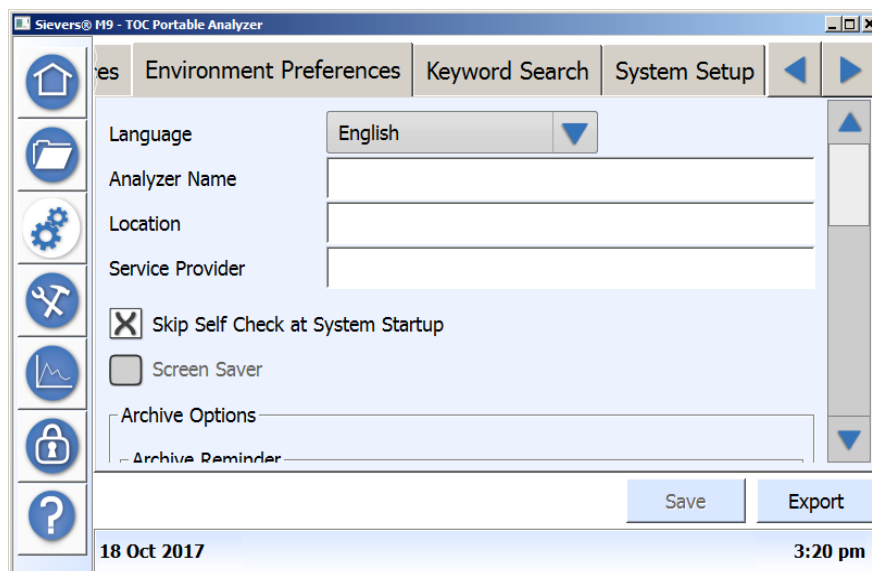 Sievers® M9 - TOC Portable Analyzer
es Environment Preferences Keyword Search System Setup
Language English
Analyzer Name
Location
Service Provider
Skip Self Check at System Startup
Screen Saver
Archive Options
Archive Reminder
Save Export
18 Oct 2017 3:20 pm